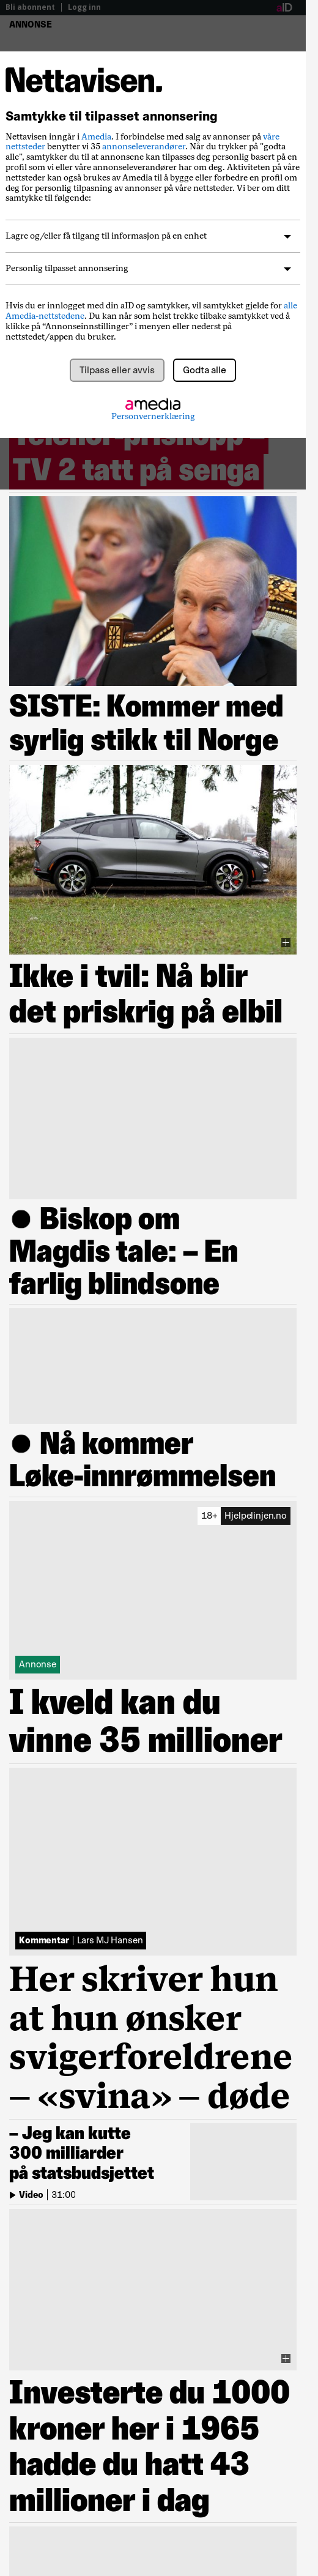 Bli abonnent | Logg inn
aID
ANNONSE
Nettavisen.
Samtykke til tilpasset annonsering
Nettavisen inngår i Amedia. I forbindelse med salg av annonser på våre
nettsteder benytter vi 35 annonseleverandører. Når du trykker på "godta
alle", samtykker du til at annonsene kan tilpasses deg personlig basert på en
profil som vi eller våre annonseleverandører har om deg. Aktiviteten på våre
nettsteder kan også brukes av Amedia til å bygge eller forbedre en profil om
deg for personlig tilpasning av annonser på våre nettsteder. Vi ber om ditt
samtykke til følgende:
Lagre og/eller få tilgang til informasjon på en enhet
Personlig tilpasset annonsering
Hvis du er innlogget med din aID og samtykker, vil samtykket gjelde for alle
Amedia-nettstedene. Du kan når som helst trekke tilbake samtykket ved å
klikke på “Annonseinnstillinger” i menyen eller nederst på
nettstedet/appen du bruker.
Tilpass eller avvis
Godta alle
amedia
Personvernerklæring
Telenor-prishopp –
TV 2 tatt på senga
SISTE: Kommer med
syrlig stikk til Norge
Ikke i tvil: Nå blir
det priskrig på elbil
● Biskop om
Magdis tale: – En
farlig blindsone
● Nå kommer
Løke-innrømmelsen
18+ Hjelpelinjen.no
Annonse
I kveld kan du
vinne 35 millioner
Kommentar | Lars MJ Hansen
Her skriver hun
at hun ønsker
svigerforeldrene
– «svina» – døde
– Jeg kan kutte
300 milliarder
på statsbudsjettet
Video | 31:00
Investerte du 1000
kroner her i 1965
hadde du hatt 43
millioner i dag